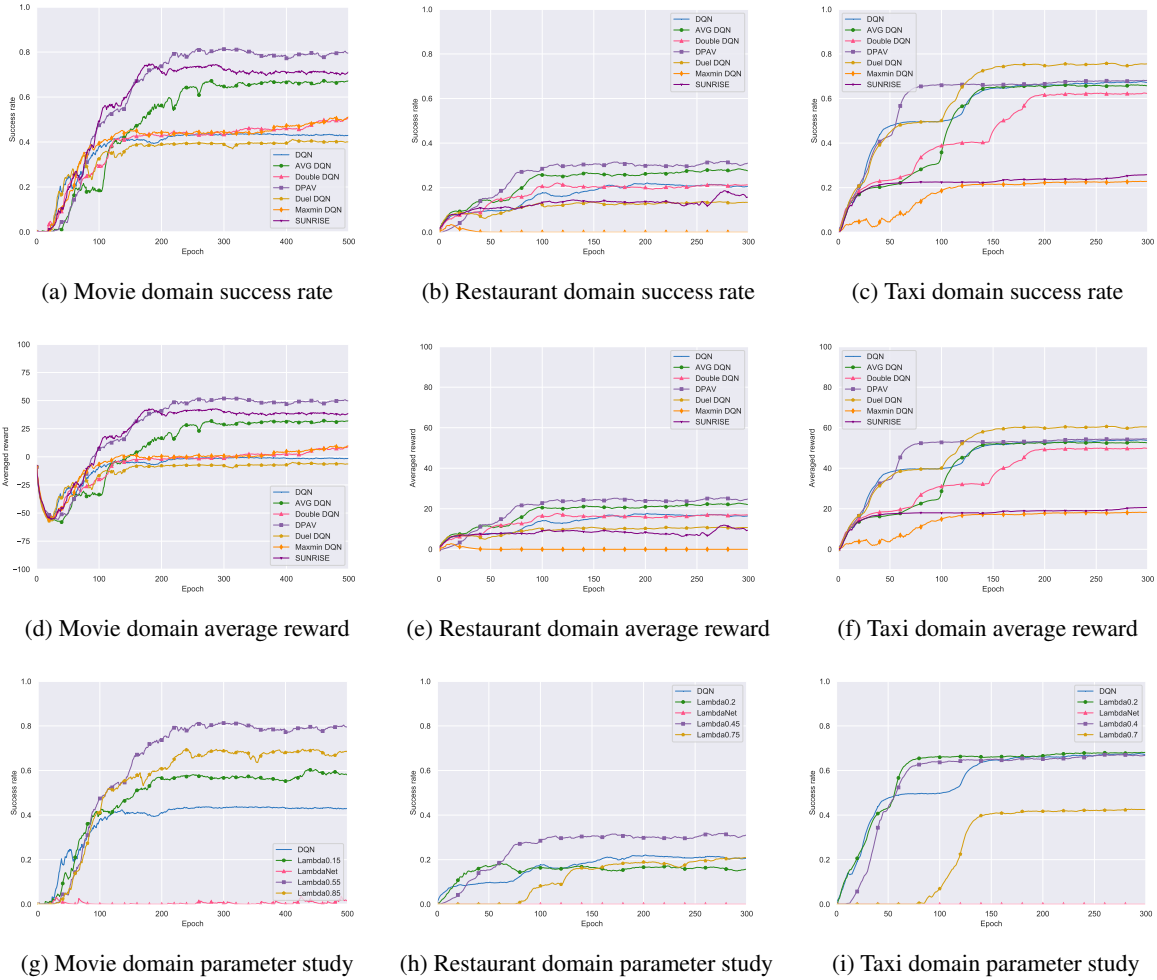 1.0
0.8
0.6
0.4
0.2
0.0
Success rate
0 100 200 300 400 500
Epoch
DQN
AVG DQN
Double DQN
DPAV
Duel DQN
Maxmin DQN
SUNRISE
(a) Movie domain success rate
1.0
0.8
0.6
0.4
0.2
0.0
Success rate
0 50 100 150 200 250 300
Epoch
DQN
AVG DQN
Double DQN
DPAV
Duel DQN
Maxmin DQN
SUNRISE
(b) Restaurant domain success rate
1.0
0.8
0.6
0.4
0.2
0.0
Success rate
0 50 100 150 200 250 300
Epoch
DQN
AVG DQN
Double DQN
DPAV
Duel DQN
Maxmin DQN
SUNRISE
(c) Taxi domain success rate
100
75
50
25
0
−25
−50
−75
−100
Averaged reward
0 100 200 300 400 500
Epoch
DQN
AVG DQN
Double DQN
DPAV
Duel DQN
Maxmin DQN
SUNRISE
(d) Movie domain average reward
100
80
60
40
20
0
Averaged reward
0 50 100 150 200 250 300
Epoch
DQN
AVG DQN
Double DQN
DPAV
Duel DQN
Maxmin DQN
SUNRISE
(e) Restaurant domain average reward
100
80
60
40
20
0
Averaged reward
0 50 100 150 200 250 300
Epoch
DQN
AVG DQN
Double DQN
DPAV
Duel DQN
Maxmin DQN
SUNRISE
(f) Taxi domain average reward
1.0
0.8
0.6
0.4
0.2
0.0
Success rate
0 100 200 300 400 500
Epoch
DQN
Lambda0.15
LambdaNet
Lambda0.55
Lambda0.85
(g) Movie domain parameter study
1.0
0.8
0.6
0.4
0.2
0.0
Success rate
0 50 100 150 200 250 300
Epoch
DQN
Lambda0.2
LambdaNet
Lambda0.45
Lambda0.75
(h) Restaurant domain parameter study
1.0
0.8
0.6
0.4
0.2
0.0
Success rate
0 50 100 150 200 250 300
Epoch
DQN
Lambda0.2
LambdaNet
Lambda0.4
Lambda0.7
(i) Taxi domain parameter study